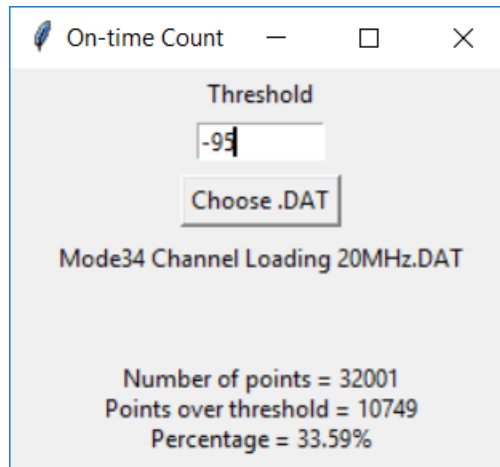 On-time Count
Threshold
-95
Choose .DAT
Mode34 Channel Loading 20MHz.DAT
Number of points = 32001
Points over threshold = 10749
Percentage = 33.59%